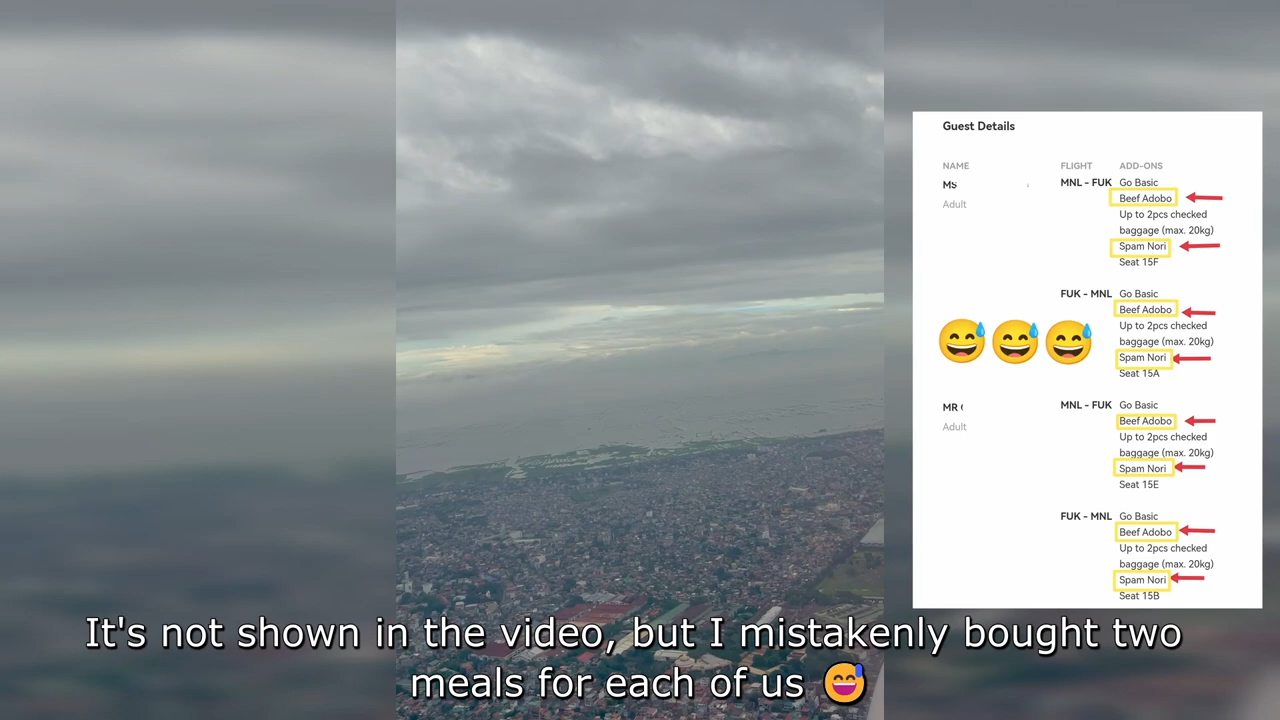 Guest Details
NAME FLIGHT ADD-ONS
MS MNL - FUK Go Basic
Adult Beef Adobo
Up to 2pcs checked
baggage (max. 20kg)
Spam Nori
Seat 15F
FUK - MNL Go Basic
Beef Adobo
Up to 2pcs checked
baggage (max. 20kg)
Spam Nori
Seat 15A
MR MNL - FUK Go Basic
Adult Beef Adobo
Up to 2pcs checked
baggage (max. 20kg)
Spam Nori
Seat 15E
FUK - MNL Go Basic
Beef Adobo
Up to 2pcs checked
baggage (max. 20kg)
Spam Nori
Seat 15B
It's not shown in the video, but I mistakenly bought two
meals for each of us 😅